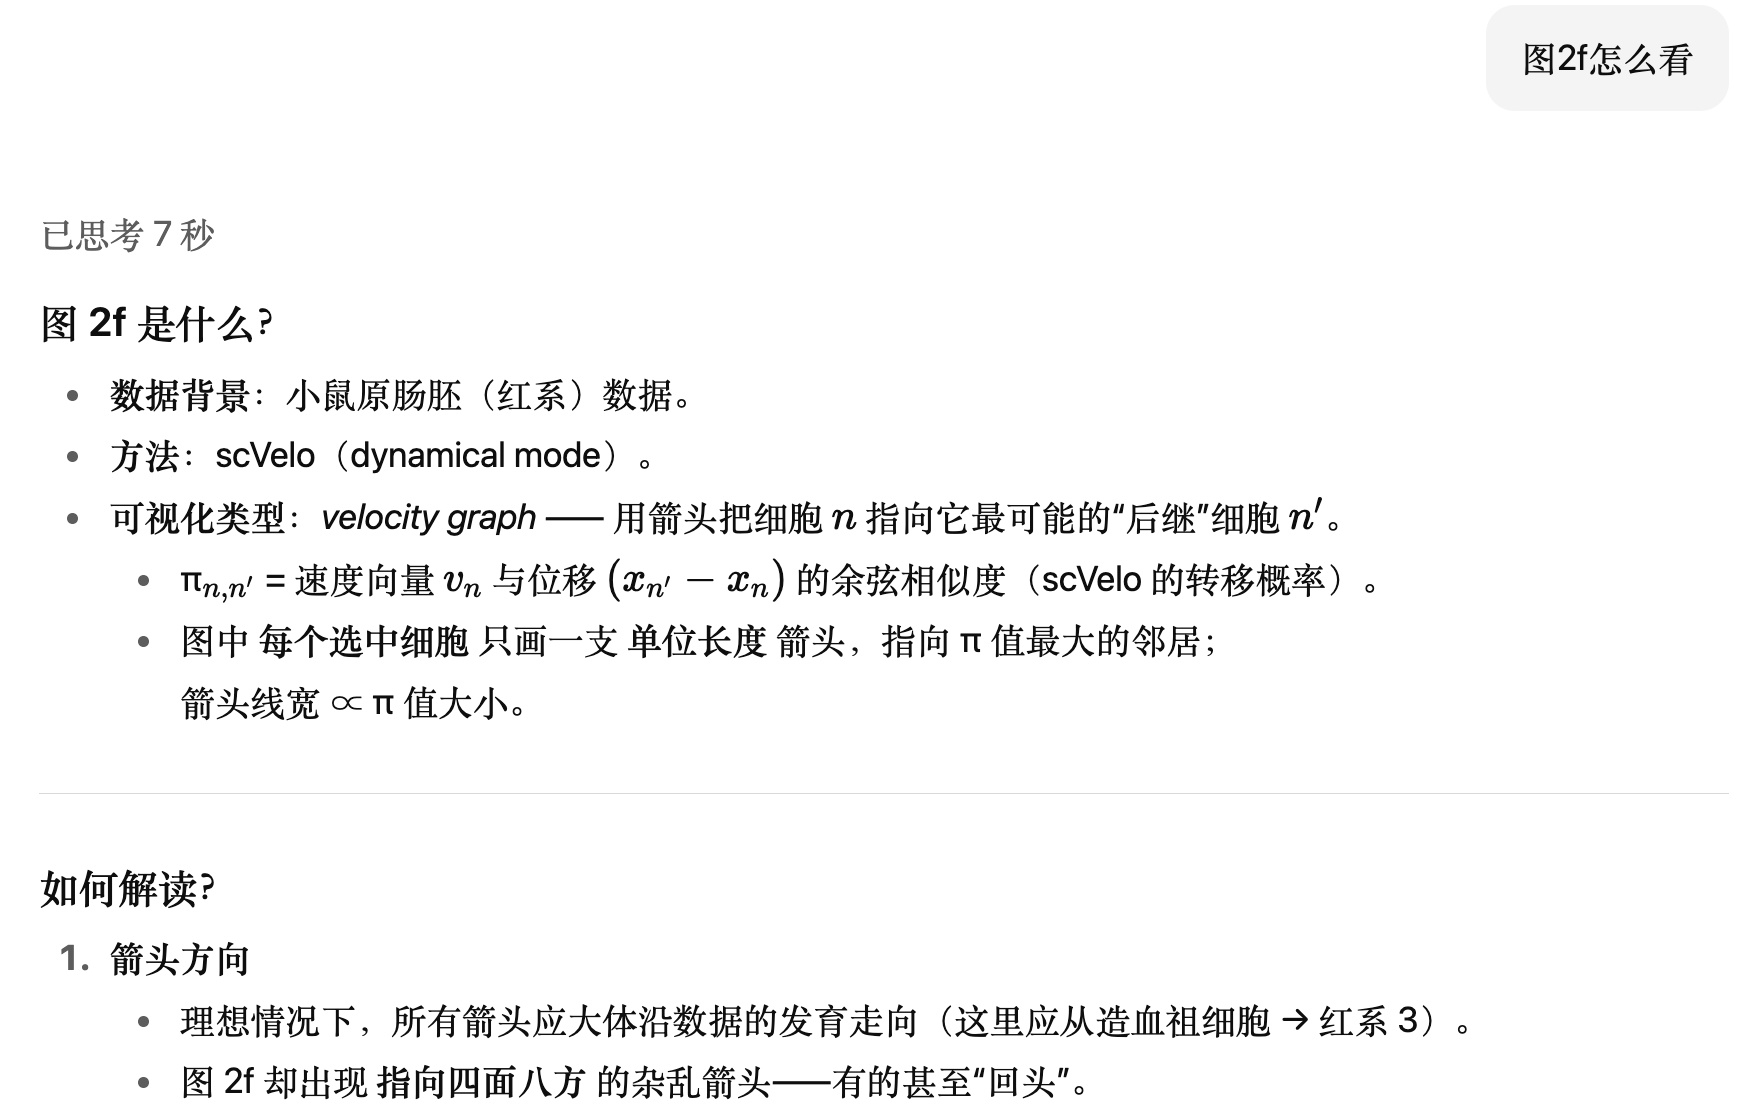 图2f怎么看
已思考 7 秒
图 2f 是什么？
• 数据背景：小鼠原肠胚（红系）数据。
• 方法：scVelo（dynamical mode）。
• 可视化类型：velocity graph —— 用箭头把细胞 n 指向它最可能的“后继”细胞 n′。
• π_{n,n′} = 速度向量 v_n 与位移 (x_{n′} − x_n) 的余弦相似度（scVelo 的转移概率）。
• 图中 每个选中细胞 只画一支 单位长度 箭头，指向 π 值最大的邻居；
箭头线宽 ∝ π 值大小。
如何解读？
1. 箭头方向
• 理想情况下，所有箭头应大体沿数据的发育走向（这里应从造血祖细胞 → 红系 3）。
• 图 2f 却出现 指向四面八方 的杂乱箭头——有的甚至“回头”。